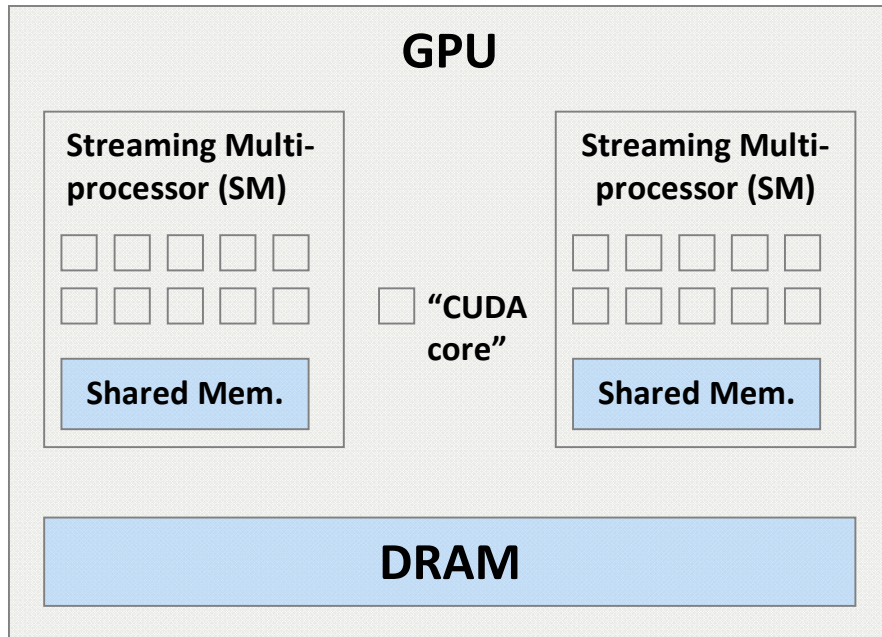 GPU
Streaming Multi-
processor (SM)
Streaming Multi-
processor (SM)
“CUDA
core”
Shared Mem.
Shared Mem.
DRAM